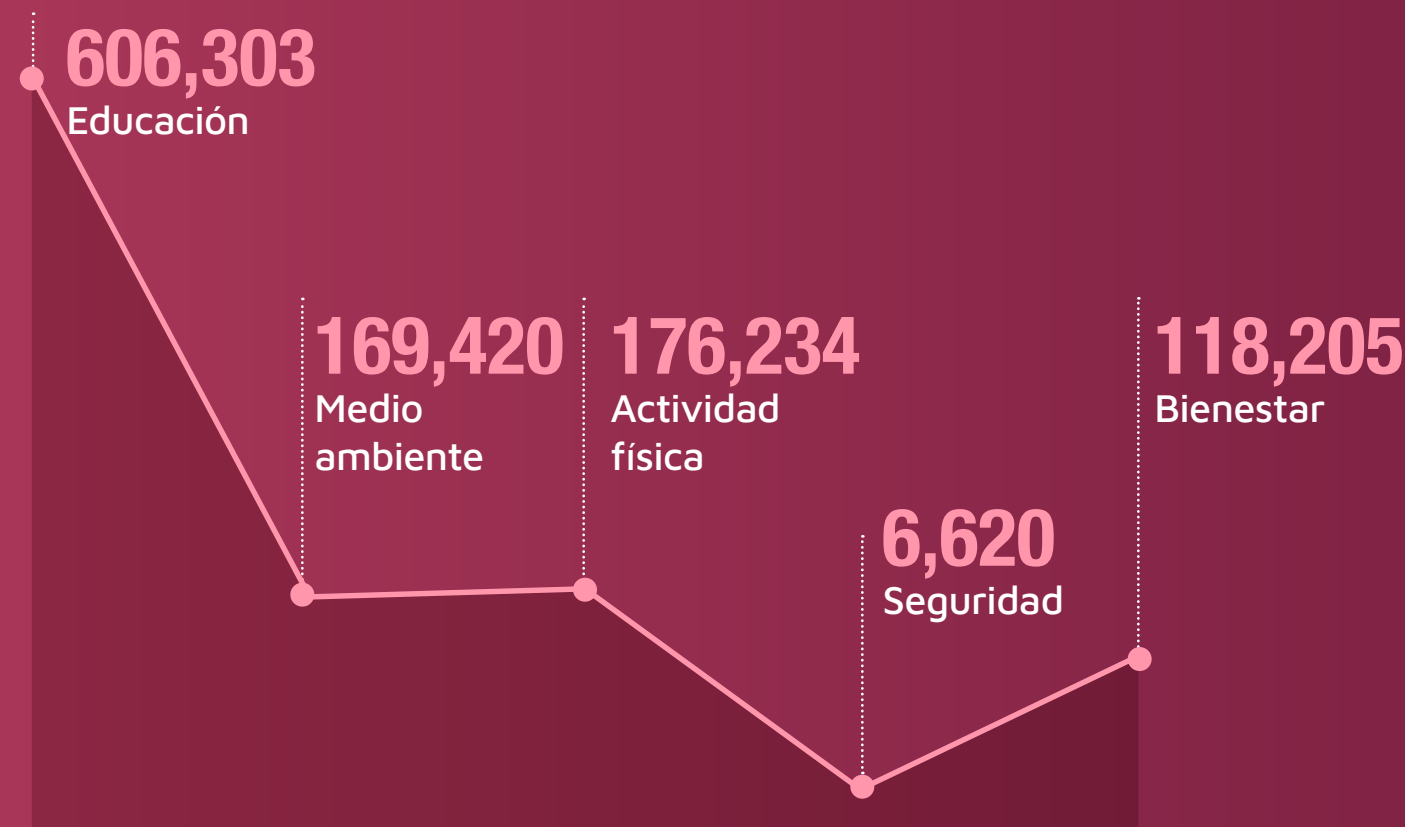 606,303
Educación
169,420
Medio
ambiente
176,234
Actividad
física
6,620
Seguridad
118,205
Bienestar